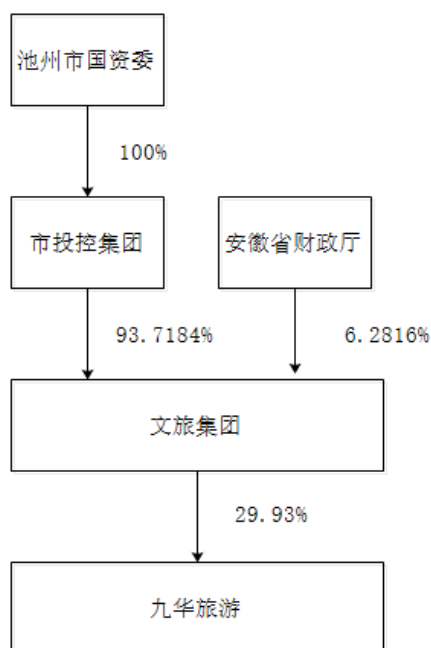 池州市国资委
100%
市投控集团
安徽省财政厅
93.7184%
6.2816%
文旅集团
29.93%
九华旅游